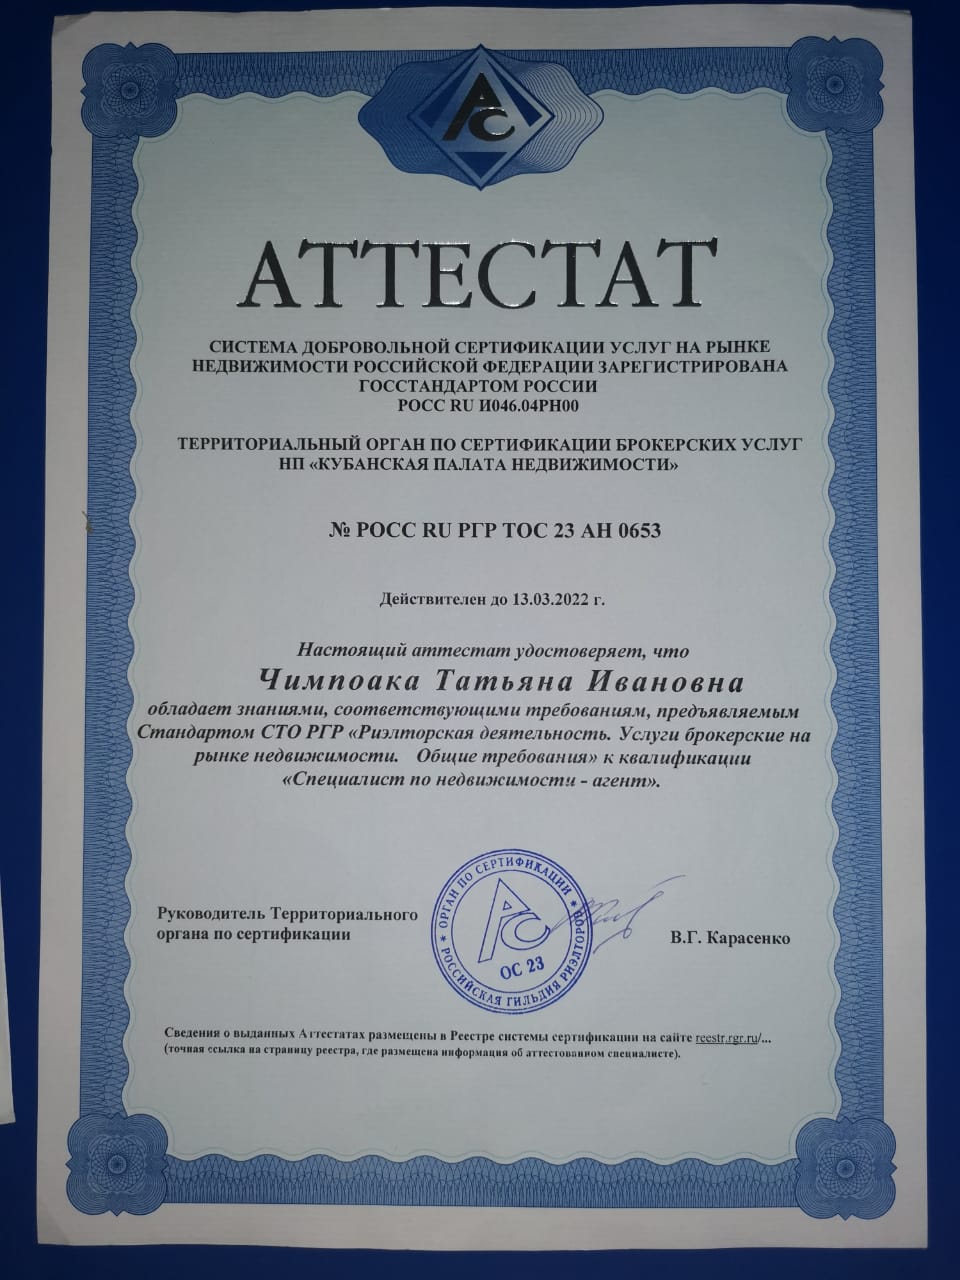 АС
АТТЕСТАТ
СИСТЕМА ДОБРОВОЛЬНОЙ СЕРТИФИКАЦИИ УСЛУГ НА РЫНКЕ
НЕДВИЖИМОСТИ РОССИЙСКОЙ ФЕДЕРАЦИИ ЗАРЕГИСТРИРОВАНА
ГОССТАНДАРТОМ РОССИИ
РОСС RU И046.04РН00
ТЕРРИТОРИАЛЬНЫЙ ОРГАН ПО СЕРТИФИКАЦИИ БРОКЕРСКИХ УСЛУГ
НП «КУБАНСКАЯ ПАЛАТА НЕДВИЖИМОСТИ»
№ РОСС RU РГР ТОС 23 АН 0653
Действителен до 13.03.2022 г.
Настоящий аттестат удостоверяет, что
Чимпоака Татьяна Ивановна
обладает знаниями, соответствующими требованиям, предъявляемым
Стандартом СТО РГР «Риэлторская деятельность. Услуги брокерские на
рынке недвижимости. Общие требования» к квалификации
«Специалист по недвижимости - агент».
Руководитель Территориального
органа по сертификации
ОРГАН ПО СЕРТИФИКАЦИИ
РОССИЙСКАЯ ГИЛЬДИЯ РИЭЛТОРОВ
АС
ОС 23
В.Г. Карасенко
Сведения о выданных Аттестатах размещены в Реестре системы сертификации на сайте reestr.rgr.ru/...
(точная ссылка на страницу реестра, где размещена информация об аттестованном специалисте).